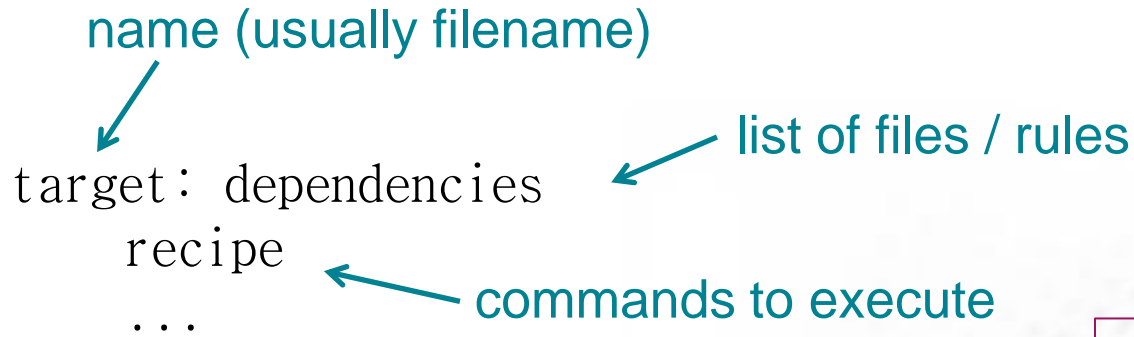 name (usually filename)
list of files / rules
target: dependencies
recipe
commands to execute
...